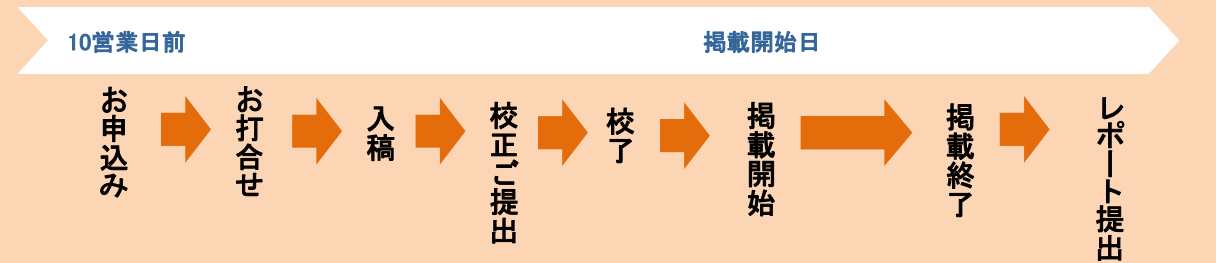 10営業日前
掲載開始日
お申込み
お打合せ
入稿
校正ご提出
校了
掲載開始
掲載終了
レポート提出